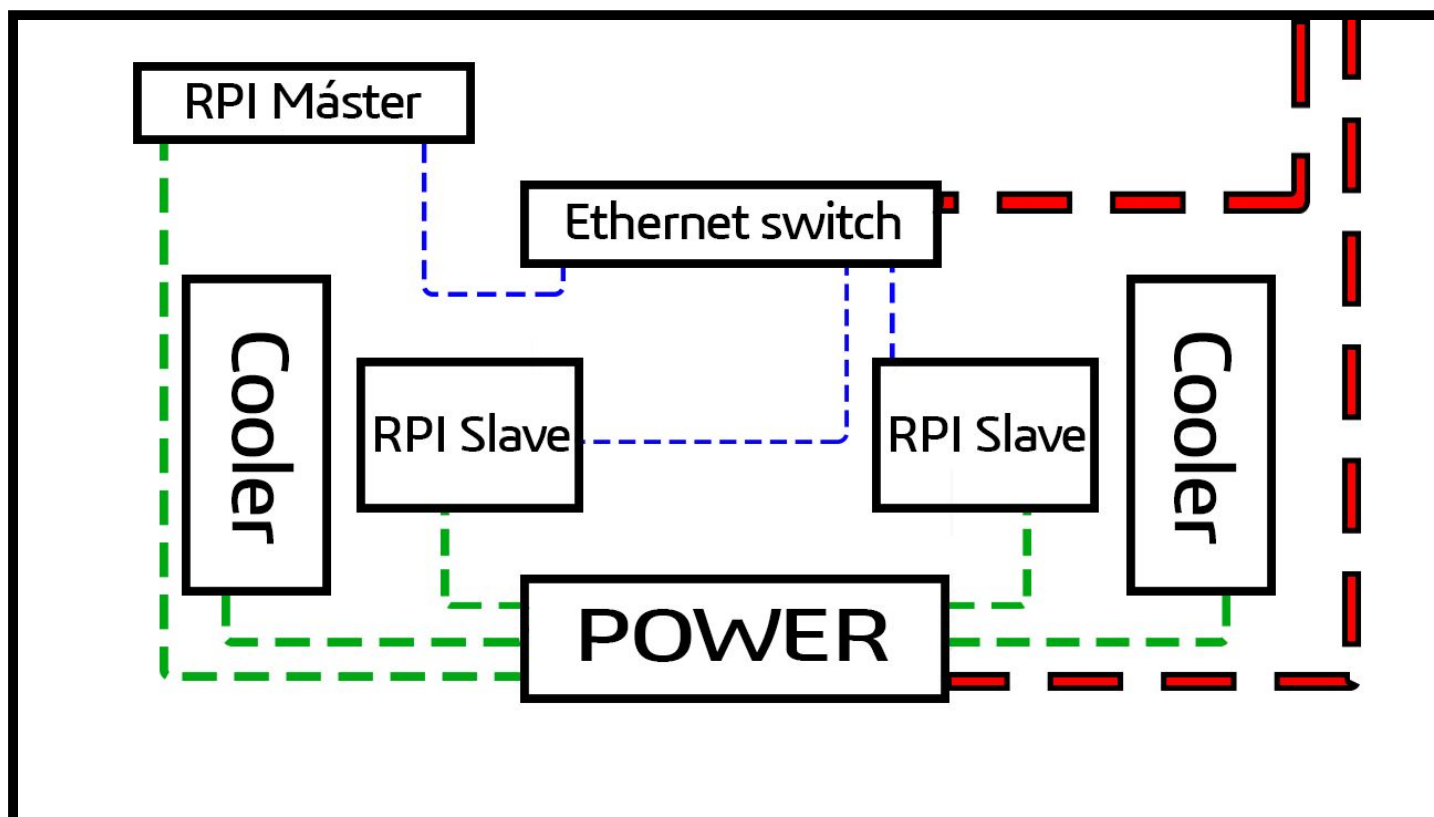 RPI Máster
Ethernet switch
Cooler
RPI Slave
RPI Slave
Cooler
POWER